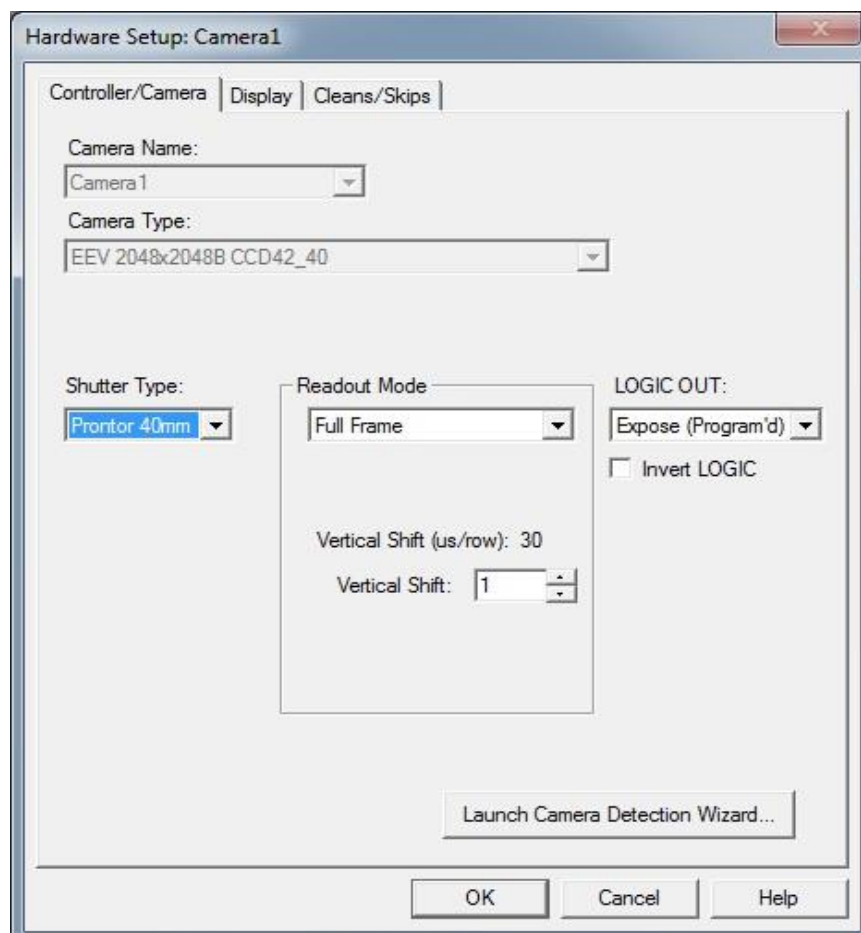 Hardware Setup: Camera1
Controller/Camera Display Cleans/Skips
Camera Name:
Camera1
Camera Type:
EEV 2048x2048B CCD42_40
Shutter Type:
Prontor 40mm
Readout Mode
Full Frame
Vertical Shift (us/row): 30
Vertical Shift: 1
LOGIC OUT:
Expose (Program'd)
Invert LOGIC
Launch Camera Detection Wizard...
OK Cancel Help